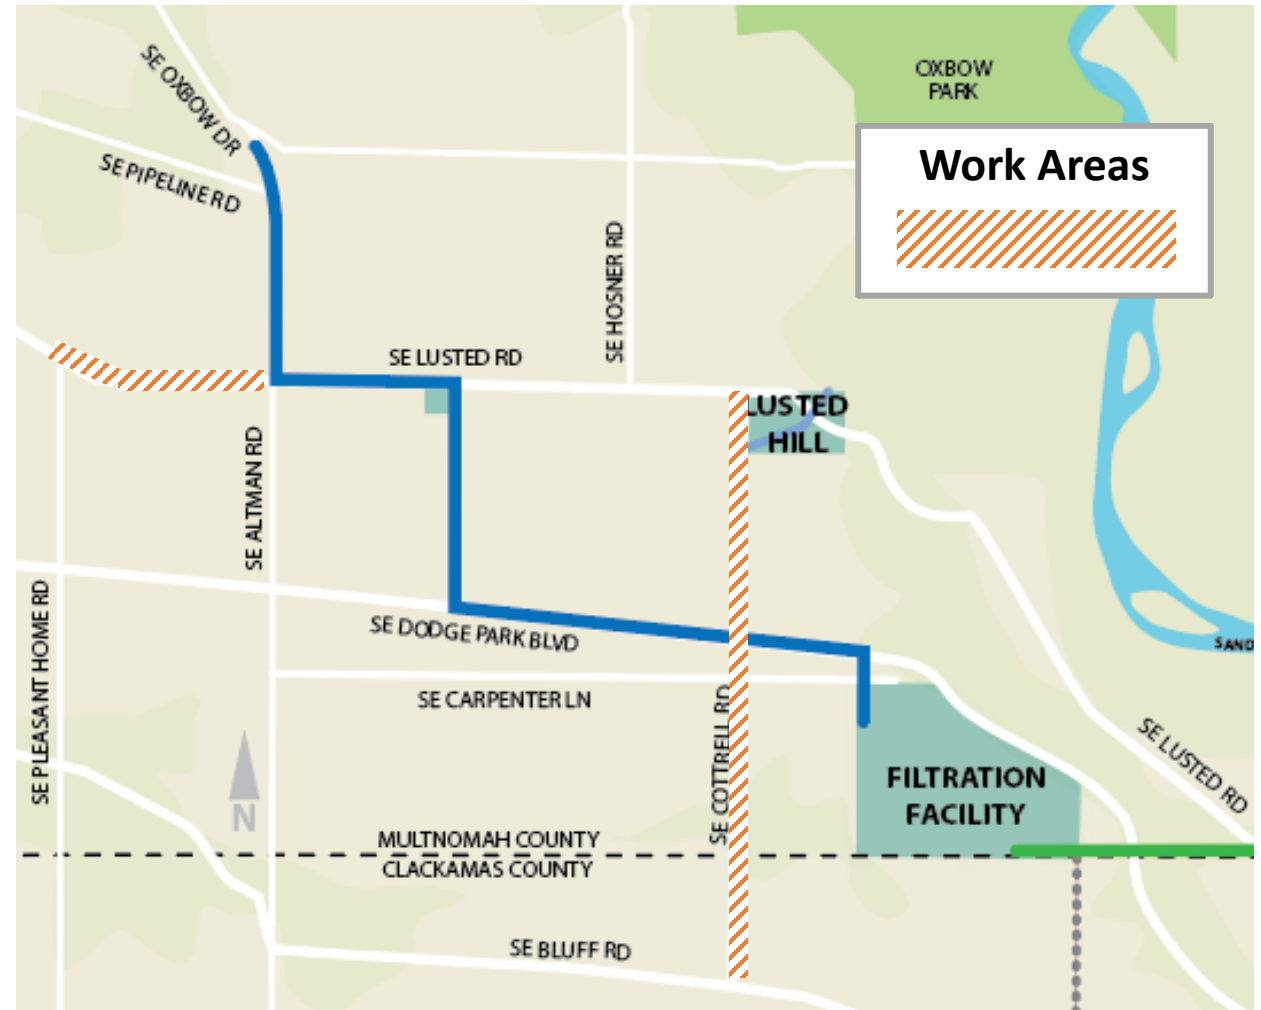 SE OXBOW DR
OXBOW
PARK
SE PIPELINE RD
Work Areas
SE HOSNER RD
SE LUSTED RD
LUSTED
HILL
SE ALTMAN RD
SE PLEASANT HOME RD
SE DODGE PARK BLVD
SAND
SE CARPENTER LN
SE COTTRELL RD
SE LUSTED RD
FILTRATION
FACILITY
N
MULTNOMAH COUNTY
CLACKAMAS COUNTY
SE BLUFF RD